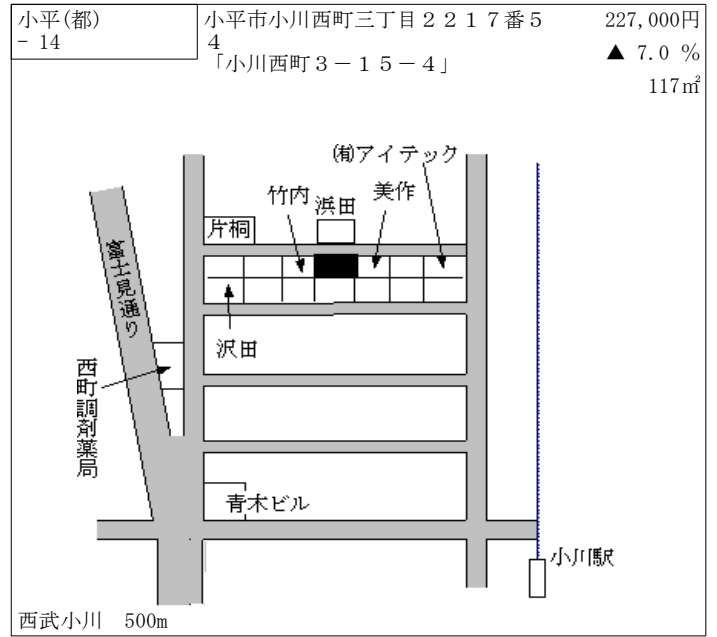 小平(都)
- 14
小平市小川西町三丁目２２１７番５
４
「小川西町３－１５－４」
227,000円
▲ 7.0 %
117㎡
㈲アイテック
竹内
浜田
美作
片桐
富士見通り
沢田
西町調剤薬局
青木ビル
小川駅
西武小川 500m